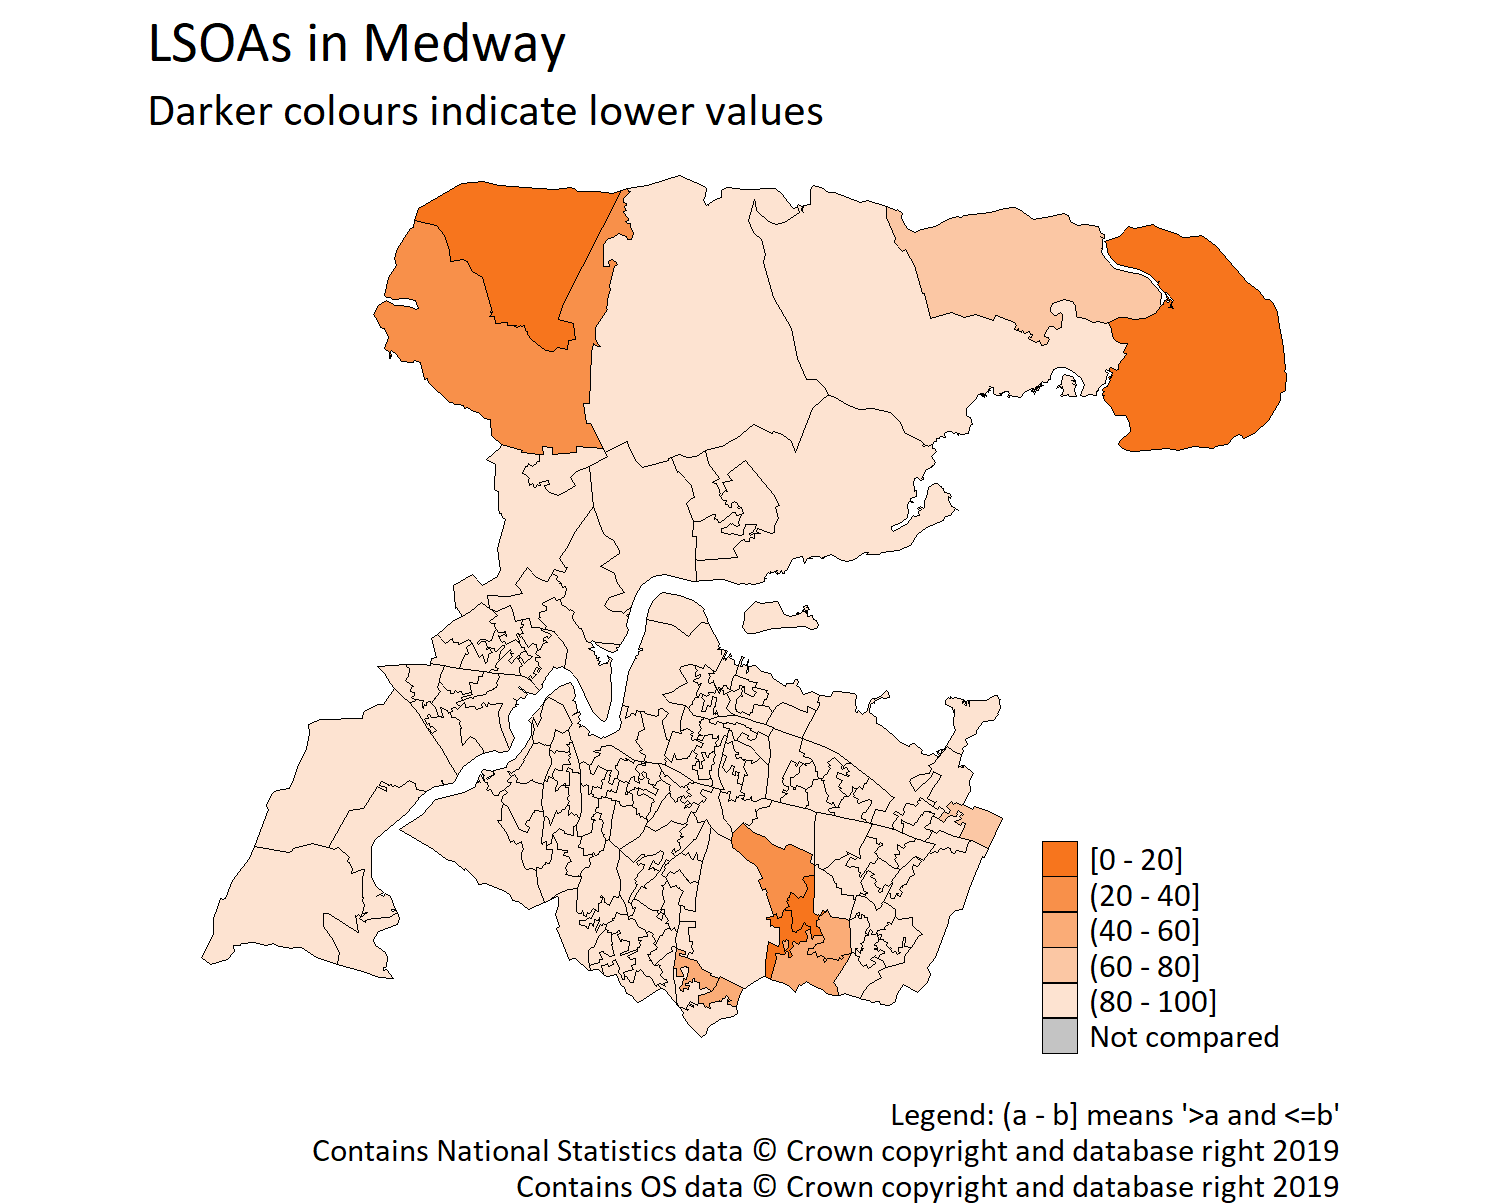 LSOAs in Medway
Darker colours indicate lower values
[0 - 20]
(20 - 40]
(40 - 60]
(60 - 80]
(80 - 100]
Not compared
Legend: (a - b] means '>a and <=b'
Contains National Statistics data © Crown copyright and database right 2019
Contains OS data © Crown copyright and database right 2019